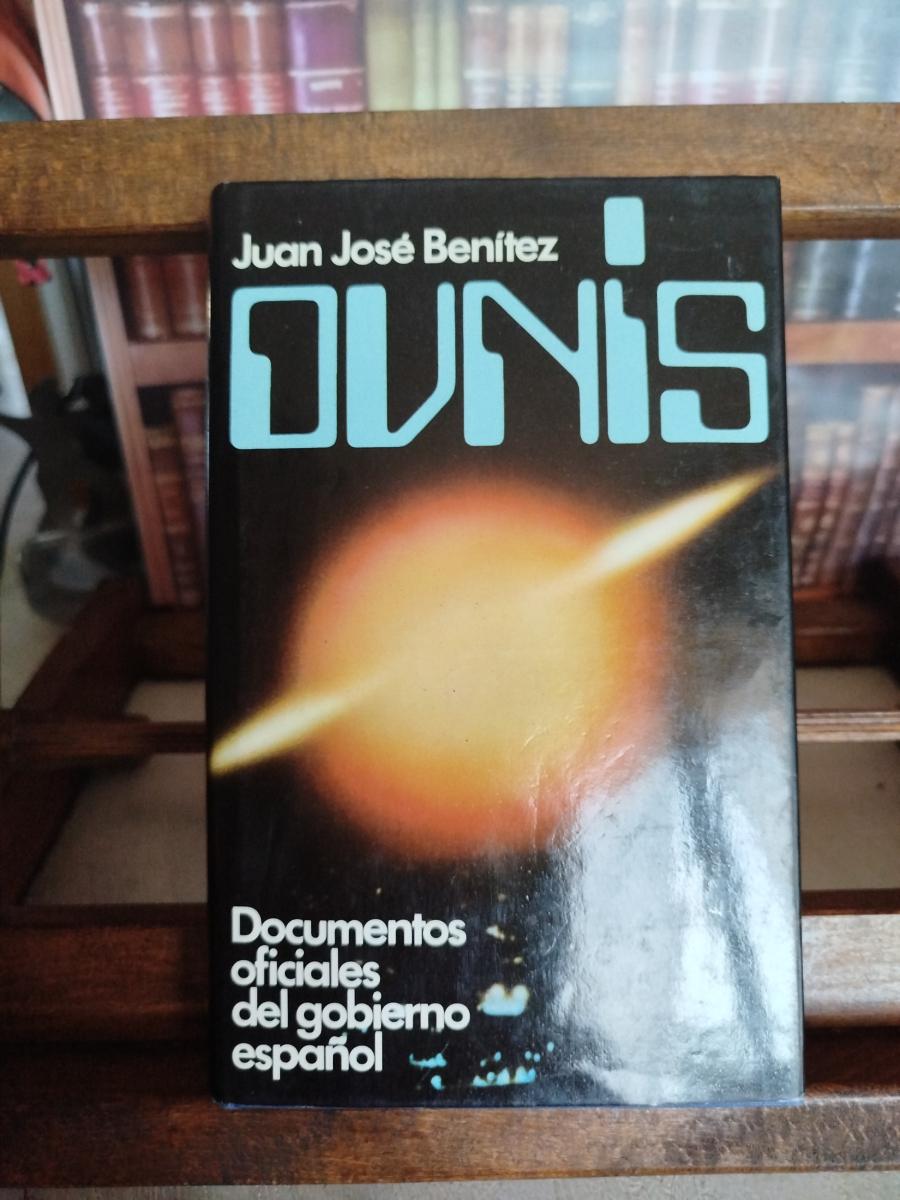 Juan José Benítez
OVNiS
Documentos
oficiales
del gobierno
español